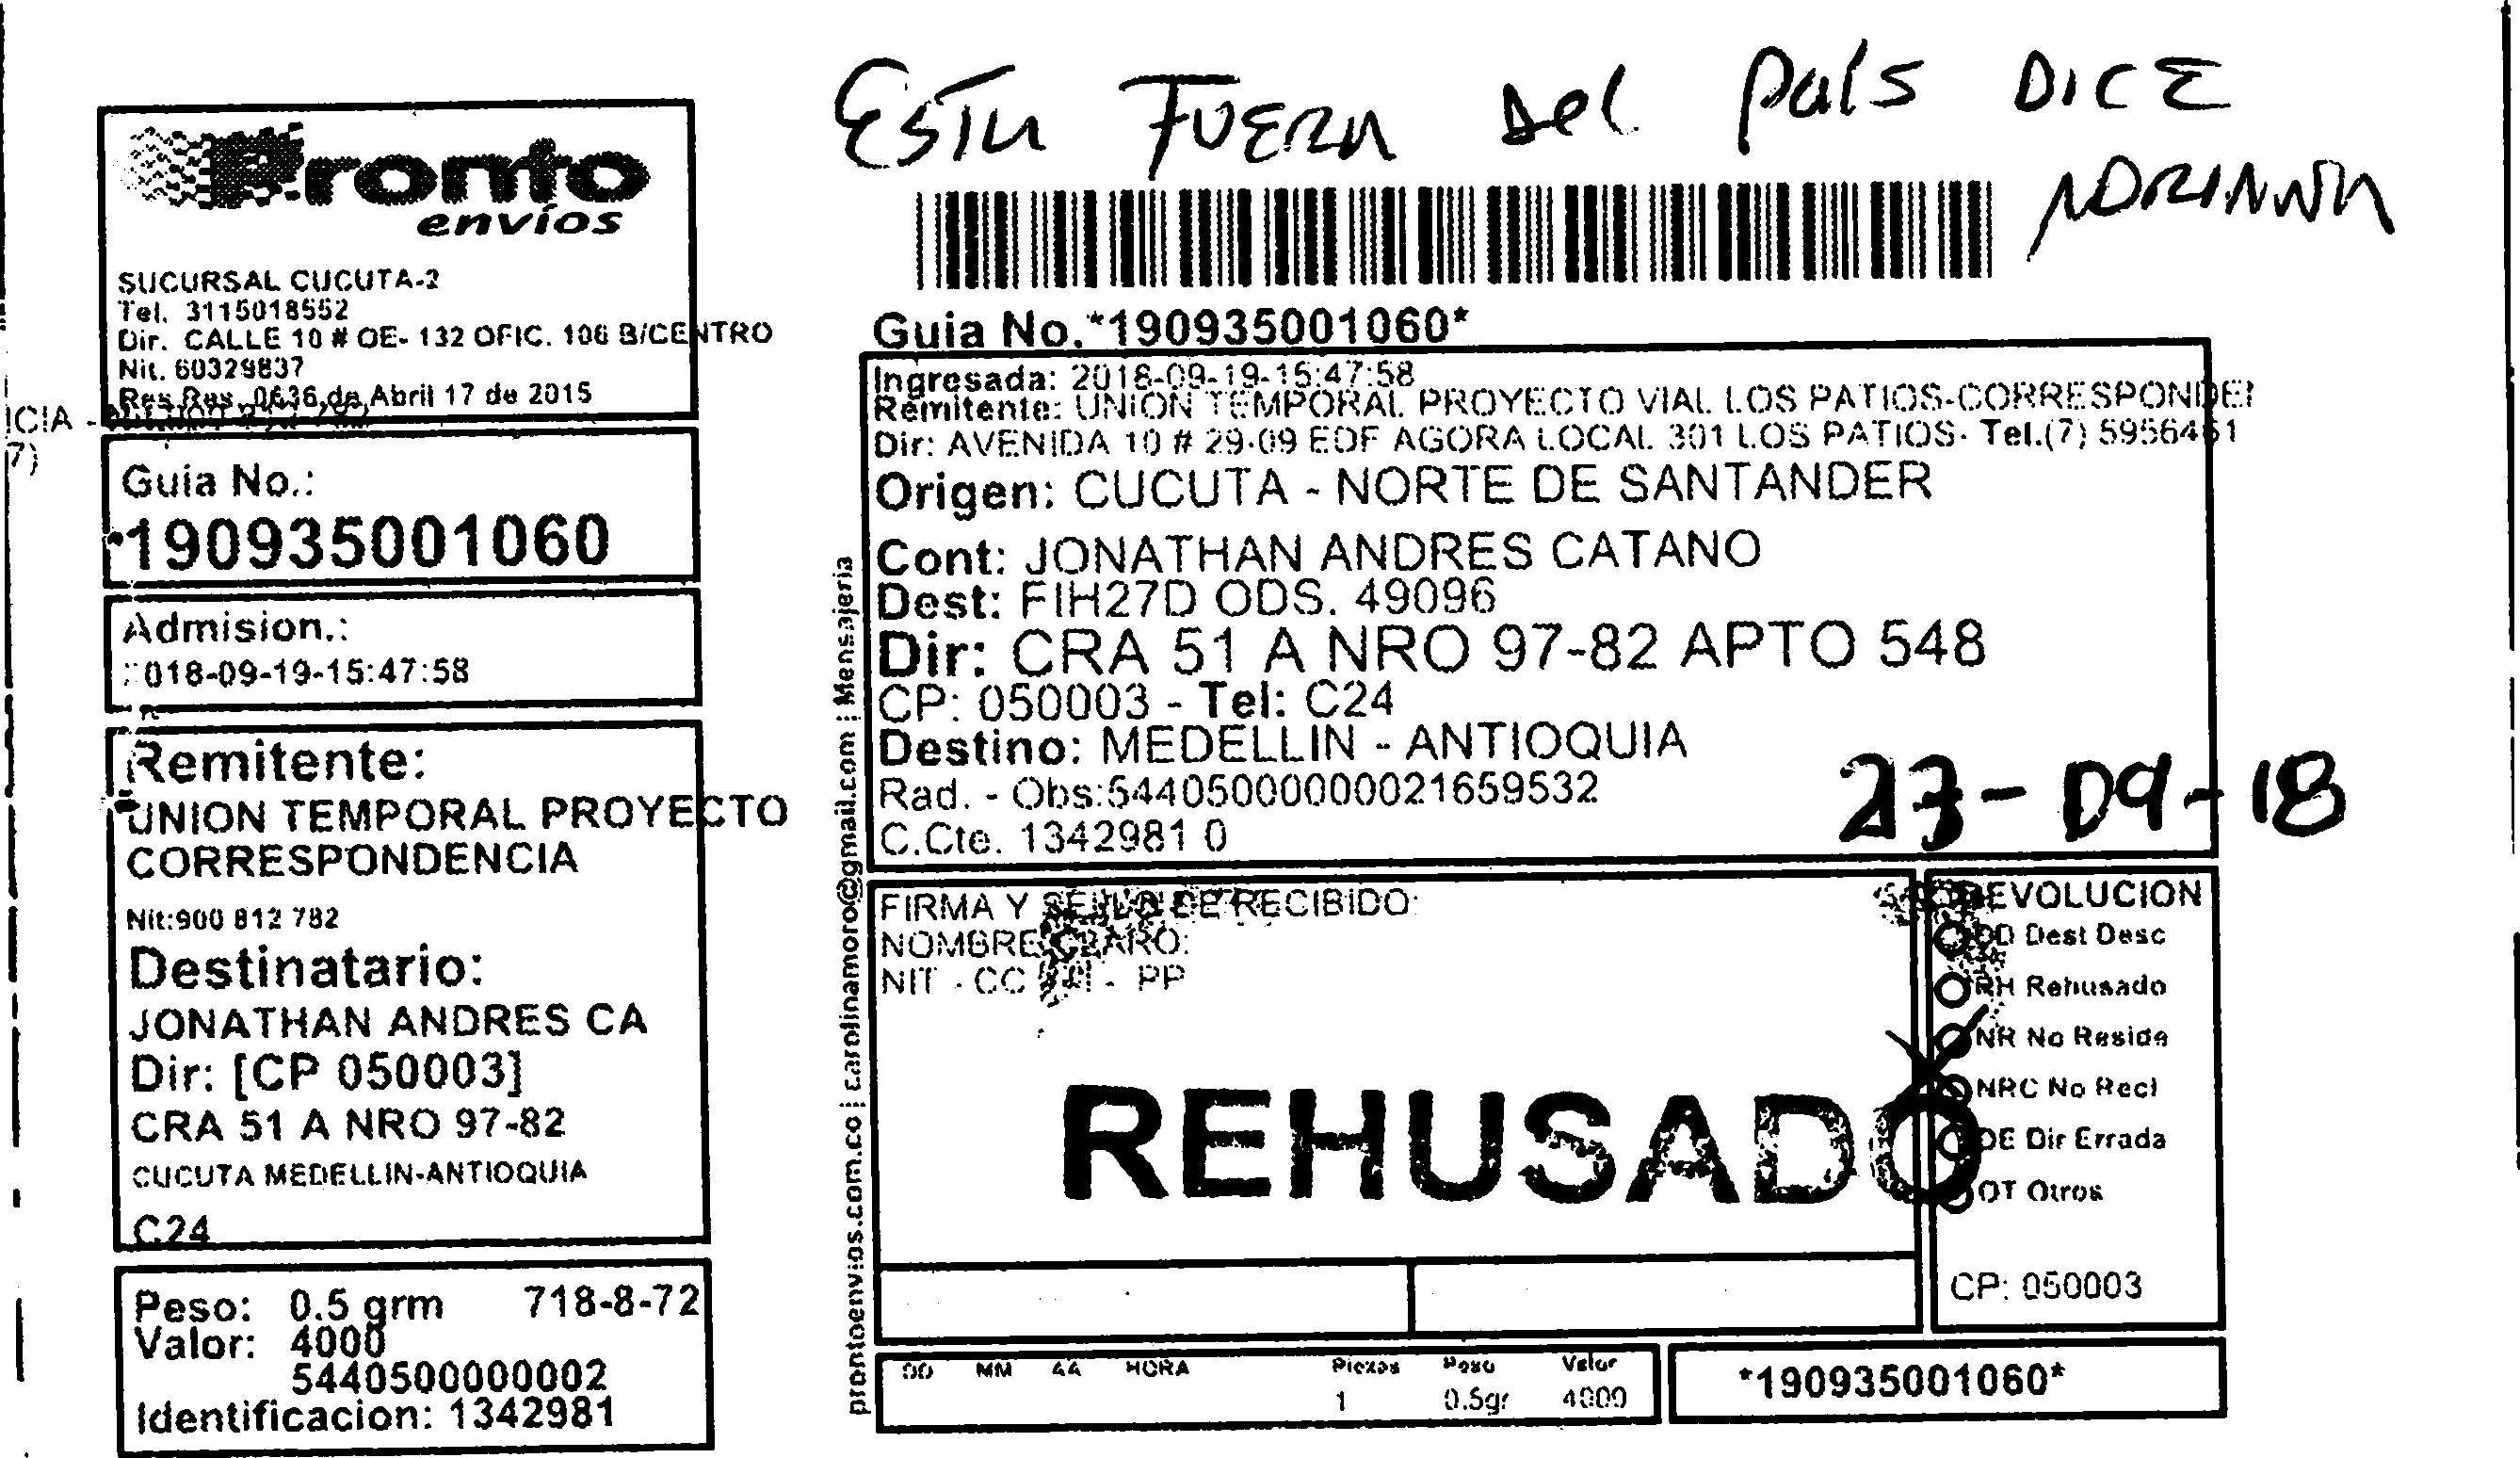 ESTA FUERA Del País DICE
ADRIANA
Pronto
envíos
SUCURSAL CUCUTA-2
Tel. 3115018552
Dir. CALLE 10 # OE- 132 OFIC. 106 B/CENTRO
Nit. 60329837
Res.Res. 0636 de Abril 17 de 2015
ICIA -
7)
Guia No.:
*190935001060
Admision.:
2018-09-19-15:47:58
Remitente:
UNION TEMPORAL PROYECTO
CORRESPONDENCIA
Nit:900 812 782
Destinatario:
JONATHAN ANDRES CA
Dir: [CP 050003]
CRA 51 A NRO 97-82
CUCUTA MEDELLIN-ANTIOQUIA
C24
Peso: 0.5 grm 718-8-72
Valor: 4000
5440500000002
Identificacion: 1342981
prontoenvios.com.co | carolinamoro@gmail.com | Mensajeria
Guia No.*190935001060*
Ingresada: 2018-09-19-15:47:58
Remitente: UNION TEMPORAL PROYECTO VIAL LOS PATIOS-CORRESPONDEI
Dir: AVENIDA 10 # 29-09 EDF AGORA LOCAL 301 LOS PATIOS- Tel.(7) 5956461
Origen: CUCUTA - NORTE DE SANTANDER
Cont: JONATHAN ANDRES CATANO
Dest: FIH27D ODS. 49096
Dir: CRA 51 A NRO 97-82 APTO 548
CP: 050003 - Tel: C24
Destino: MEDELLIN - ANTIOQUIA
Rad. - Obs:54405000000021659532
C.Cte. 1342981 0
23-09-18
FIRMA Y SELLO DE RECIBIDO:
NOMBRE CLARO:
NIT - CC - PP
REHUSADO
DEVOLUCION
DD Dest Desc
RH Rehusado
NR No Reside
NRC No Recl
DE Dir Errada
OT Otros
CP: 050003
DD MM AA HORA Piezas Peso Valor
1 0.5gr 4000
*190935001060*